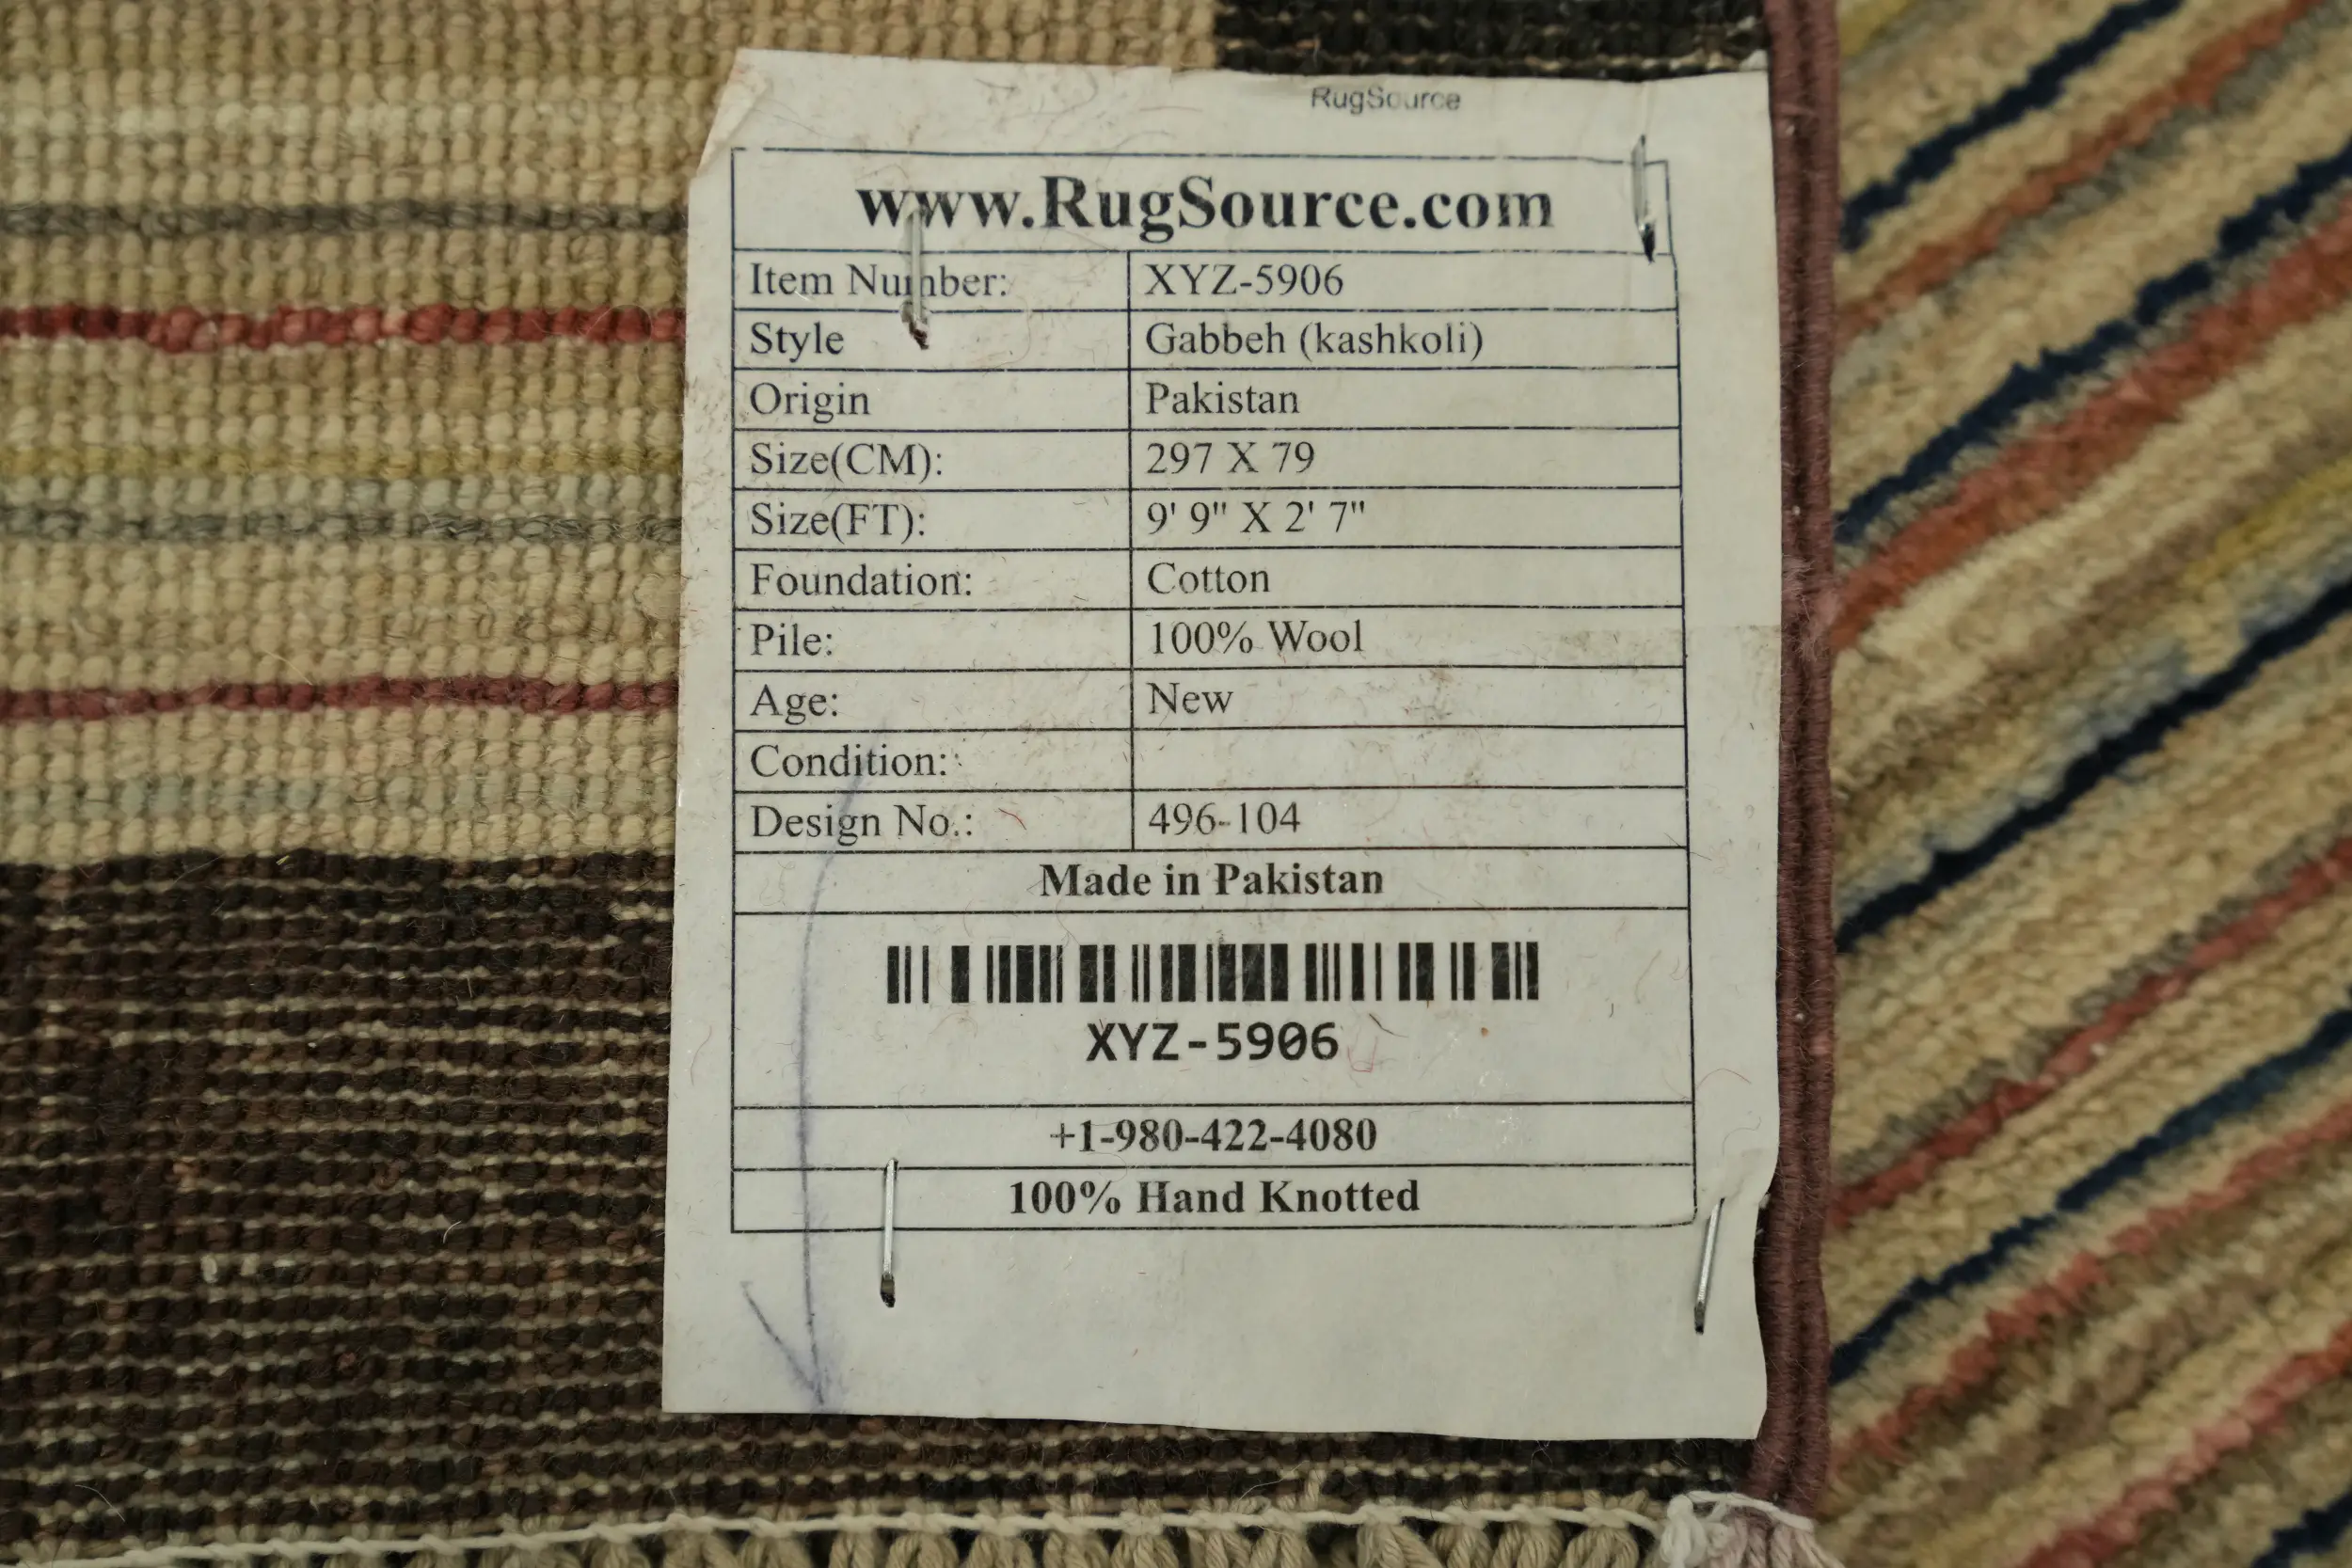 RugSource
www.RugSource.com
Item Number: XYZ-5906
Style Gabbeh (kashkoli)
Origin Pakistan
Size(CM): 297 X 79
Size(FT): 9' 9" X 2' 7"
Foundation: Cotton
Pile: 100% Wool
Age: New
Condition:
Design No.: 496-104
Made in Pakistan
XYZ-5906
+1-980-422-4080
100% Hand Knotted